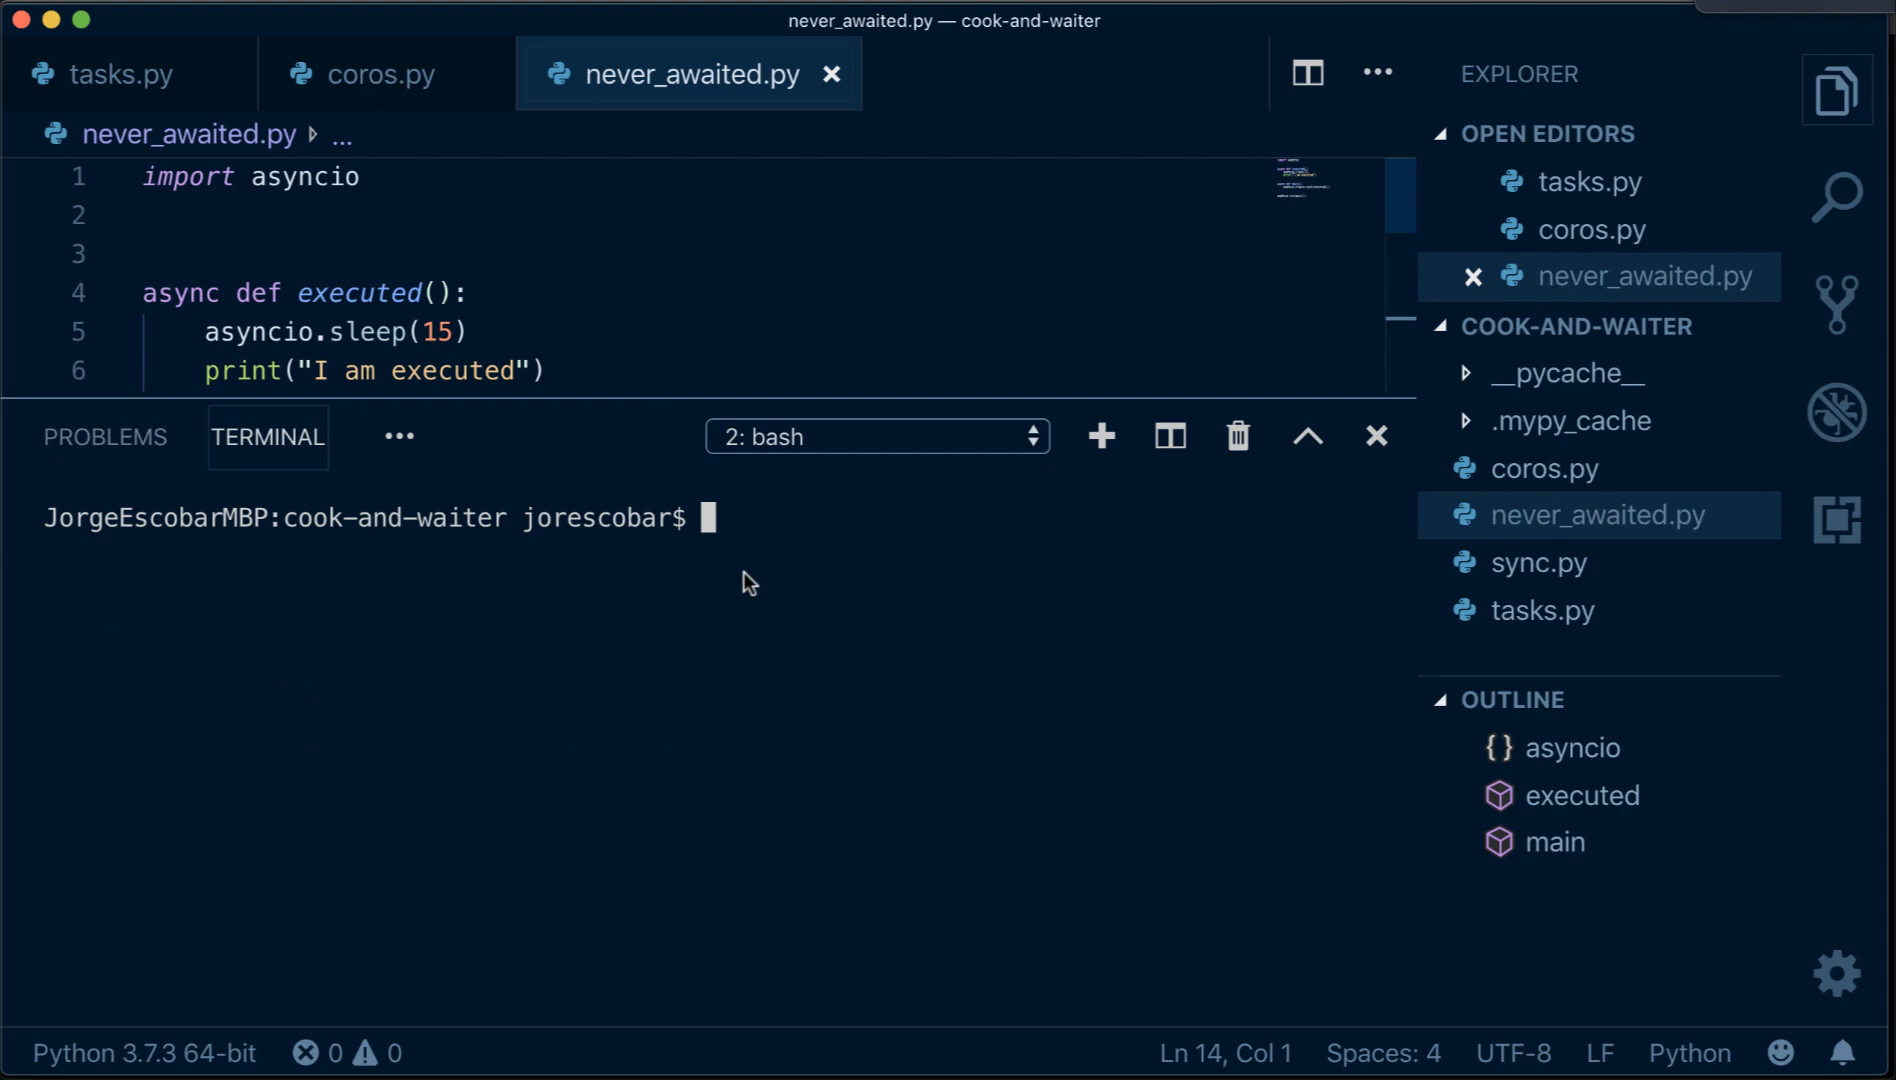 never_awaited.py — cook-and-waiter
tasks.py
coros.py
never_awaited.py
EXPLORER
never_awaited.py ...
OPEN EDITORS
tasks.py
coros.py
never_awaited.py
1 import asyncio
2
3
4 async def executed():
5 asyncio.sleep(15)
6 print("I am executed")
COOK-AND-WAITER
__pycache__
.mypy_cache
coros.py
never_awaited.py
sync.py
tasks.py
PROBLEMS
TERMINAL
...
2: bash
JorgeEscobarMBP:cook-and-waiter jorescobar$
OUTLINE
{} asyncio
executed
main
Python 3.7.3 64-bit
0
0
Ln 14, Col 1
Spaces: 4
UTF-8
LF
Python